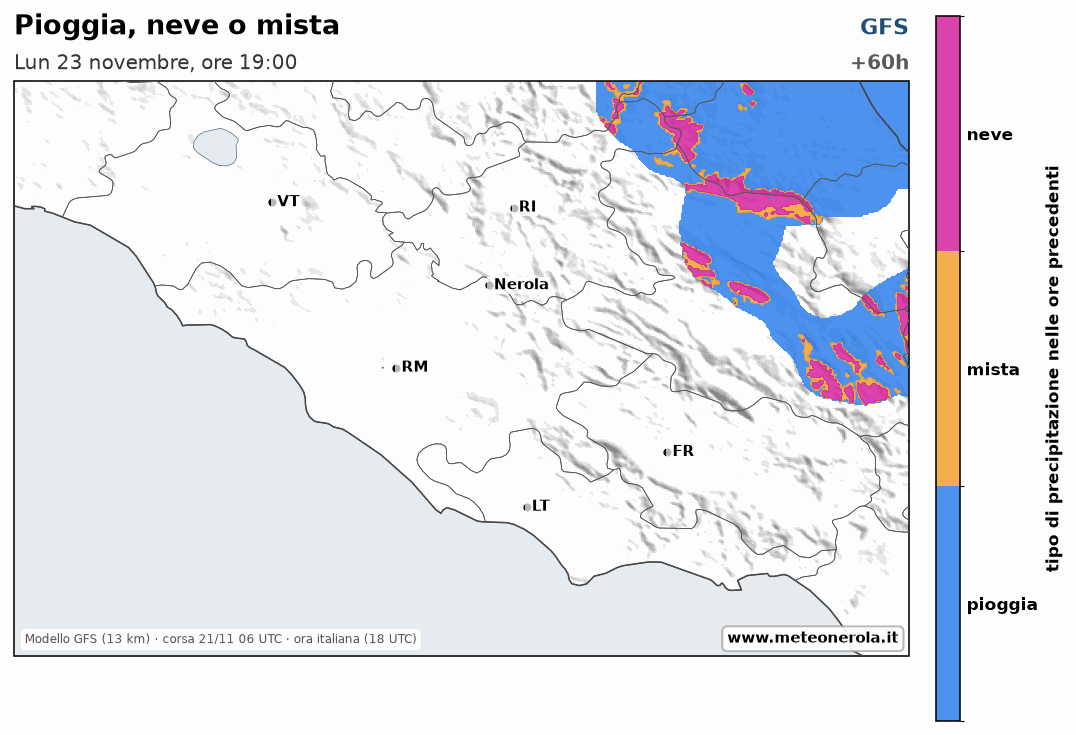 Pioggia, neve o mista
GFS
Lun 23 novembre, ore 19:00
+60h
neve
VT
RI
Nerola
RM
mista
FR
LT
pioggia
tipo di precipitazione nelle ore precedenti
Modello GFS (13 km) · corsa 21/11 06 UTC · ora italiana (18 UTC)
www.meteonerola.it